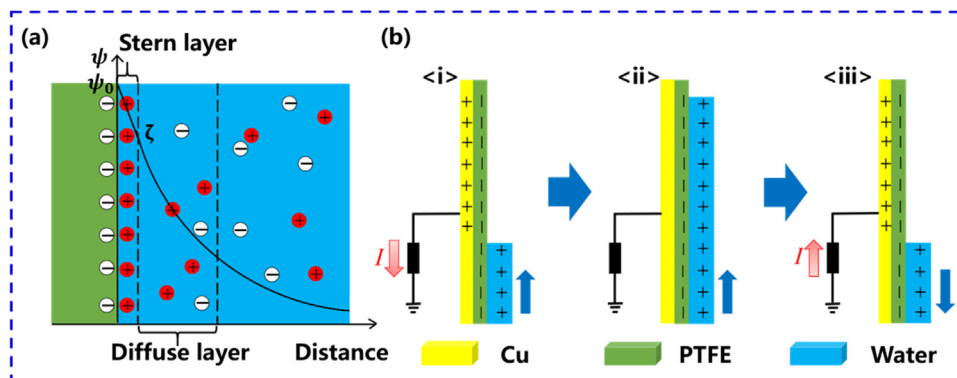 (a)
Stern layer
ψ
ψ0
ζ
Diffuse layer
Distance
(b)
<i>
<ii>
<iii>
I
I
Cu
PTFE
Water